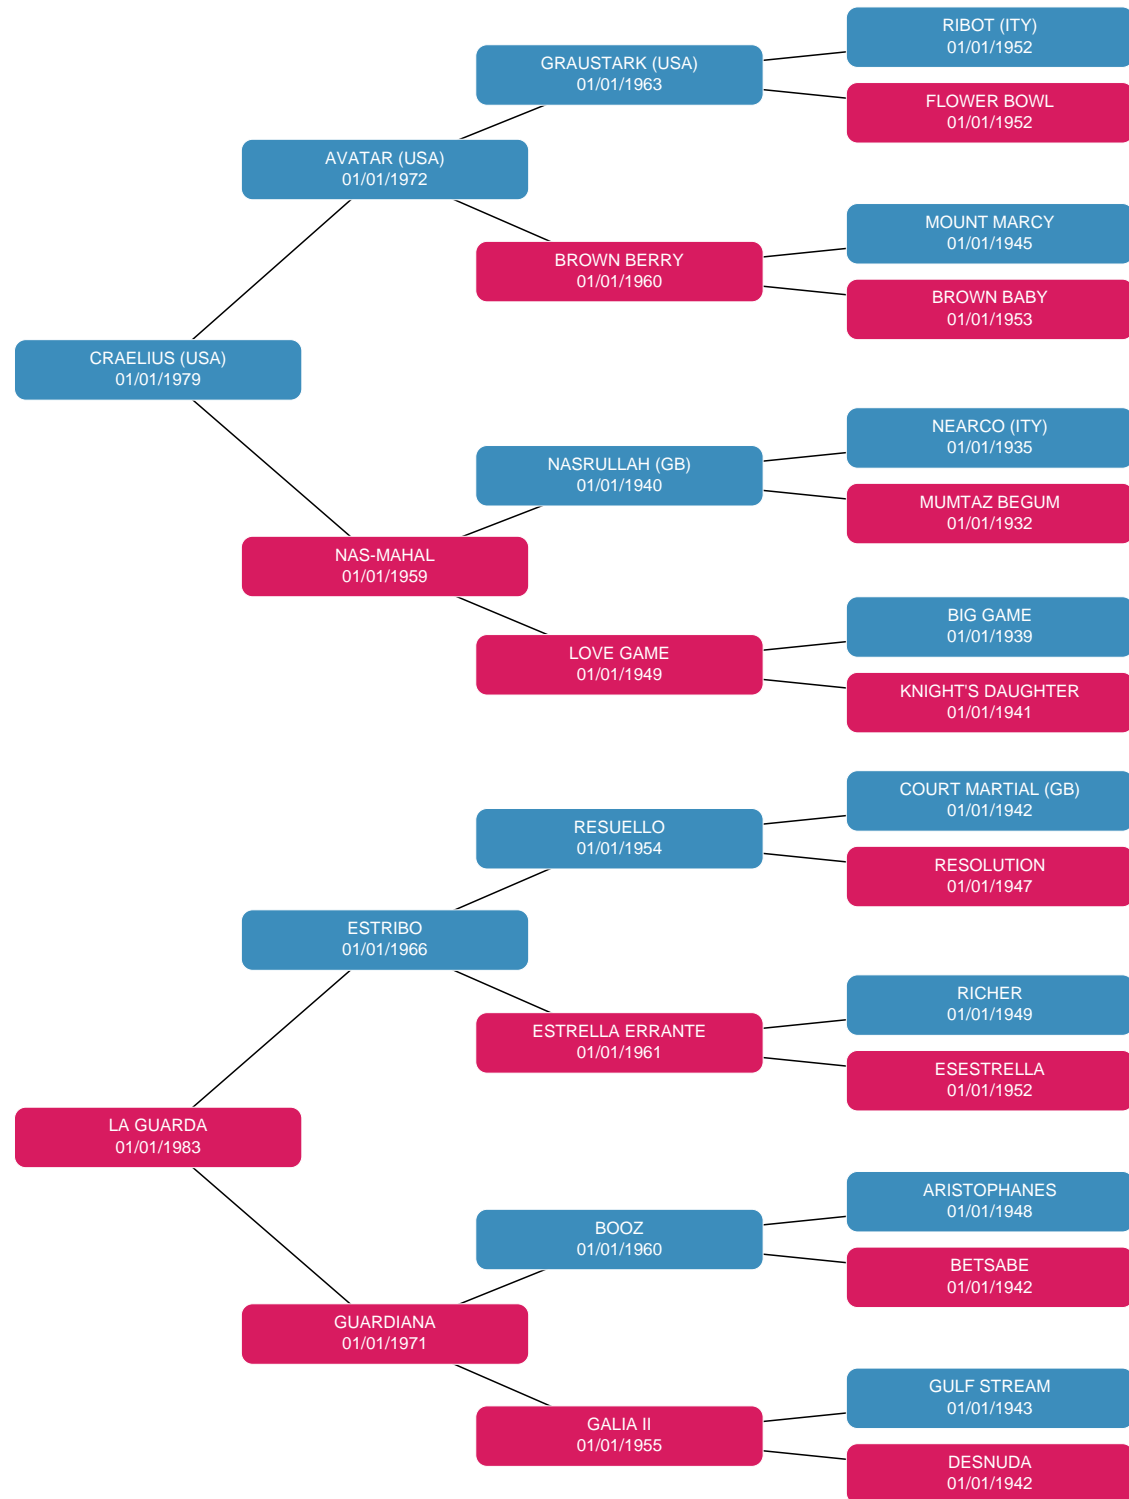 RIBOT (ITY)
01/01/1952
GRAUSTARK (USA)
01/01/1963
FLOWER BOWL
01/01/1952
AVATAR (USA)
01/01/1972
MOUNT MARCY
01/01/1945
BROWN BERRY
01/01/1960
BROWN BABY
01/01/1953
CRAELIUS (USA)
01/01/1979
NEARCO (ITY)
01/01/1935
NASRULLAH (GB)
01/01/1940
MUMTAZ BEGUM
01/01/1932
NAS-MAHAL
01/01/1959
BIG GAME
01/01/1939
LOVE GAME
01/01/1949
KNIGHT'S DAUGHTER
01/01/1941
COURT MARTIAL (GB)
01/01/1942
RESUELLO
01/01/1954
RESOLUTION
01/01/1947
ESTRIBO
01/01/1966
RICHER
01/01/1949
ESTRELLA ERRANTE
01/01/1961
ESESTRELLA
01/01/1952
LA GUARDA
01/01/1983
ARISTOPHANES
01/01/1948
BOOZ
01/01/1960
BETSABE
01/01/1942
GUARDIANA
01/01/1971
GULF STREAM
01/01/1943
GALIA II
01/01/1955
DESNUDA
01/01/1942